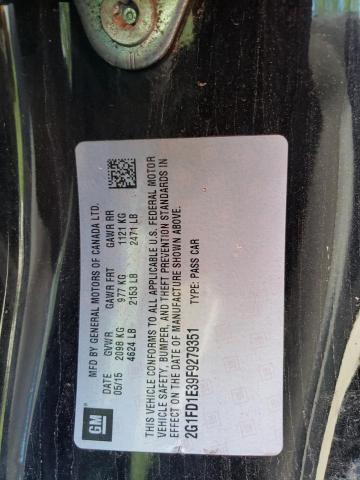 GM
MFD BY GENERAL MOTORS OF CANADA LTD.
DATE GVWR GAWR FRT GAWR RR
05/15 2098 KG 977 KG 1121 KG
4624 LB 2153 LB 2471 LB
THIS VEHICLE CONFORMS TO ALL APPLICABLE U.S. FEDERAL MOTOR
VEHICLE SAFETY, BUMPER, AND THEFT PREVENTION STANDARDS IN
EFFECT ON THE DATE OF MANUFACTURE SHOWN ABOVE.
2G1FD1E39F9279351 TYPE: PASS CAR